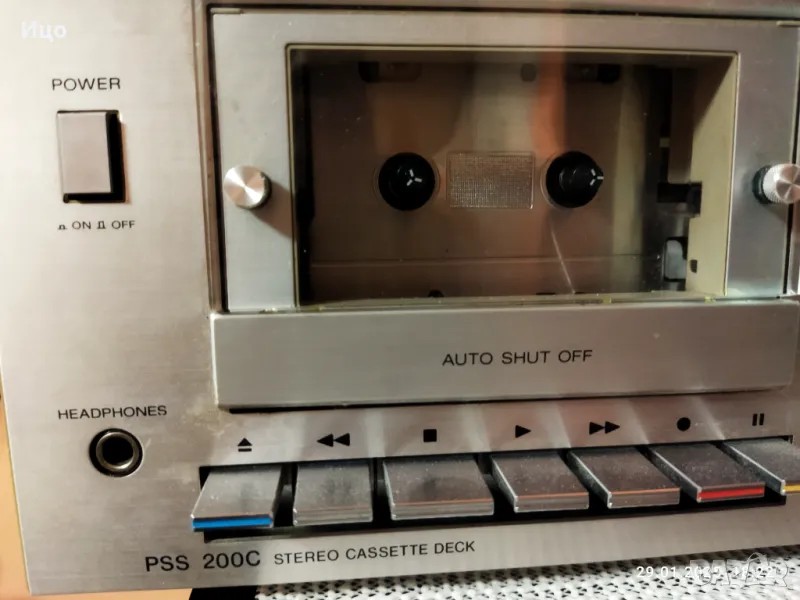 Ицо
POWER
ON OFF
AUTO SHUT OFF
HEADPHONES
PSS 200C STEREO CASSETTE DECK